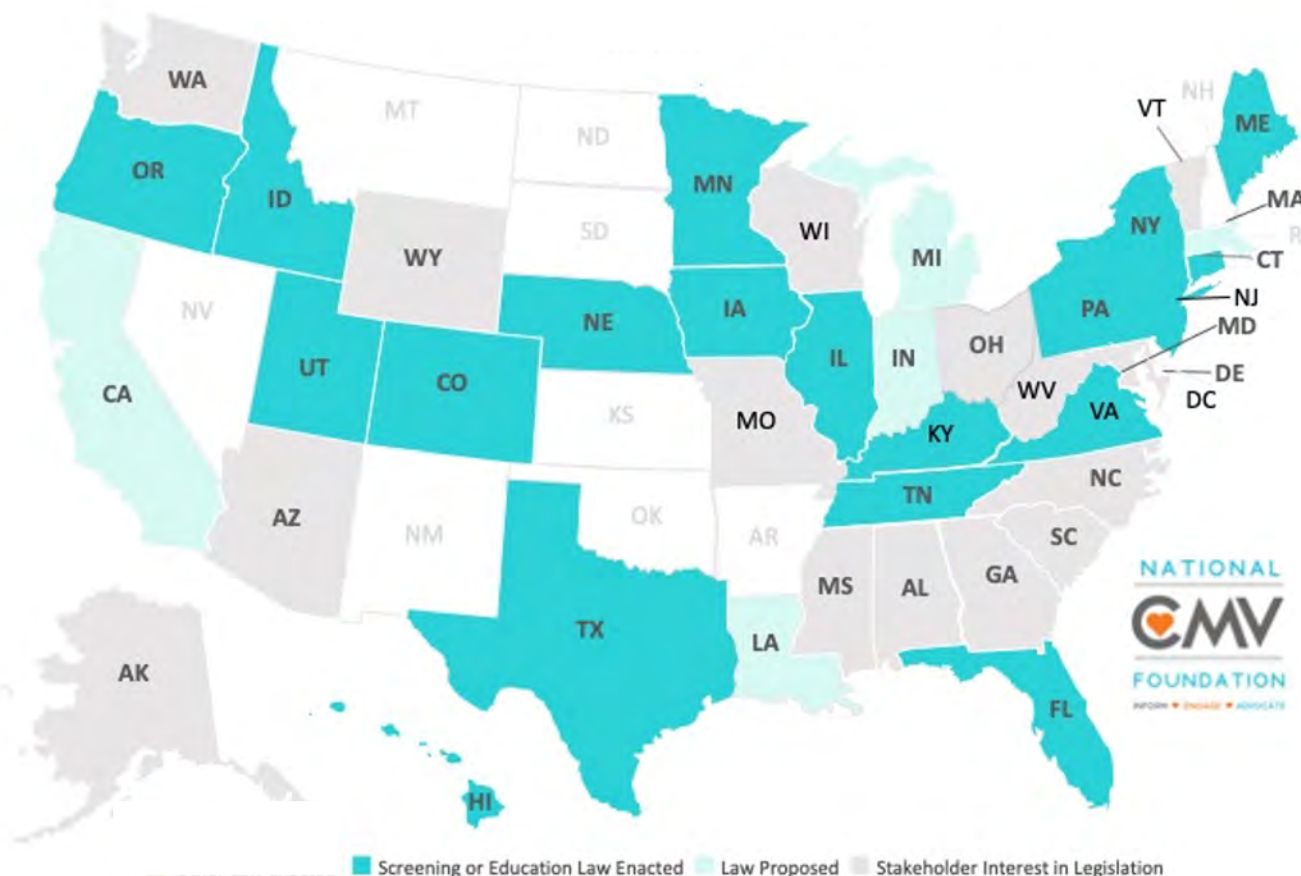 WA
MT
ND
MN
VT
NH
ME
OR
ID
SD
WI
MI
NY
MA
R
CT
WY
NE
IA
PA
NJ
MD
NV
UT
CO
IL
IN
OH
DE
DC
CA
KS
MO
WV
VA
KY
AZ
NM
OK
AR
TN
NC
SC
TX
MS
AL
GA
LA
AK
FL
HI
NATIONAL
CMV
FOUNDATION
INFORM ♥ ENGAGE ♥ ADVOCATE
Screening or Education Law Enacted
Law Proposed
Stakeholder Interest in Legislation